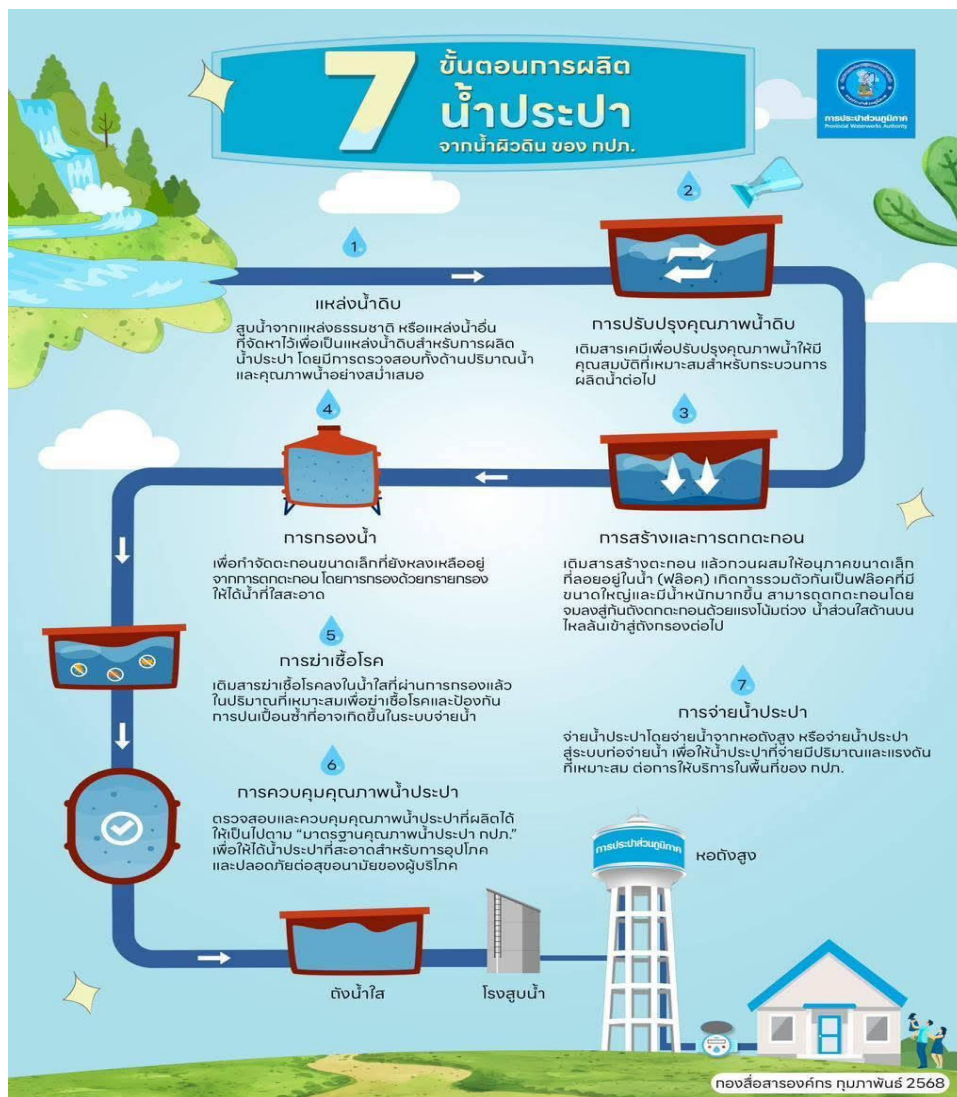 7
ขั้นตอนการผลิต
น้ำประปา
จากน้ำผิวดิน ของ กปภ.
การประปาส่วนภูมิภาค
Provincial Waterworks Authority
1
แหล่งน้ำดิบ
สูบน้ำจากแหล่งธรรมชาติ หรือแหล่งน้ำอื่น
ที่จัดหาไว้เพื่อเป็นแหล่งน้ำดิบสำหรับการผลิต
น้ำประปา โดยมีการตรวจสอบทั้งด้านปริมาณน้ำ
และคุณภาพน้ำอย่างสม่ำเสมอ
2
การปรับปรุงคุณภาพน้ำดิบ
เติมสารเคมีเพื่อปรับปรุงคุณภาพน้ำให้มี
คุณสมบัติที่เหมาะสมสำหรับกระบวนการ
ผลิตน้ำต่อไป
3
การสร้างและการตกตะกอน
เติมสารสร้างตะกอน แล้วกวนผสมให้อนุภาคขนาดเล็ก
ที่ลอยอยู่ในน้ำ (ฟล๊อค) เกิดการรวมตัวกันเป็นฟล๊อคที่มี
ขนาดใหญ่และมีน้ำหนักมากขึ้น สามารถตกตะกอนโดย
จมลงสู่ก้นถังตกตะกอนด้วยแรงโน้มถ่วง น้ำส่วนใสด้านบน
ไหลล้นเข้าสู่ถังกรองต่อไป
4
การกรองน้ำ
เพื่อกำจัดตะกอนขนาดเล็กที่ยังหลงเหลืออยู่
จากการตกตะกอน โดยการกรองด้วยทรายกรอง
ให้ได้น้ำที่ใสสะอาด
5
การฆ่าเชื้อโรค
เติมสารฆ่าเชื้อโรคลงในน้ำใสที่ผ่านการกรองแล้ว
ในปริมาณที่เหมาะสมเพื่อฆ่าเชื้อโรคและป้องกัน
การปนเปื้อนซ้ำที่อาจเกิดขึ้นในระบบจ่ายน้ำ
6
การควบคุมคุณภาพน้ำประปา
ตรวจสอบและควบคุมคุณภาพน้ำประปาที่ผลิตได้
ให้เป็นไปตาม “มาตรฐานคุณภาพน้ำประปา กปภ.”
เพื่อให้ได้น้ำประปาที่สะอาดสำหรับการอุปโภค
และปลอดภัยต่อสุขอนามัยของผู้บริโภค
7
การจ่ายน้ำประปา
จ่ายน้ำประปาโดยจ่ายน้ำจากหอถังสูง หรือจ่ายน้ำประปา
สู่ระบบท่อจ่ายน้ำ เพื่อให้น้ำประปาที่จ่ายมีปริมาณและแรงดัน
ที่เหมาะสม ต่อการให้บริการในพื้นที่ของ กปภ.
การประปาส่วนภูมิภาค
หอถังสูง
ถังน้ำใส
โรงสูบน้ำ
กองสื่อสารองค์กร กุมภาพันธ์ 2568